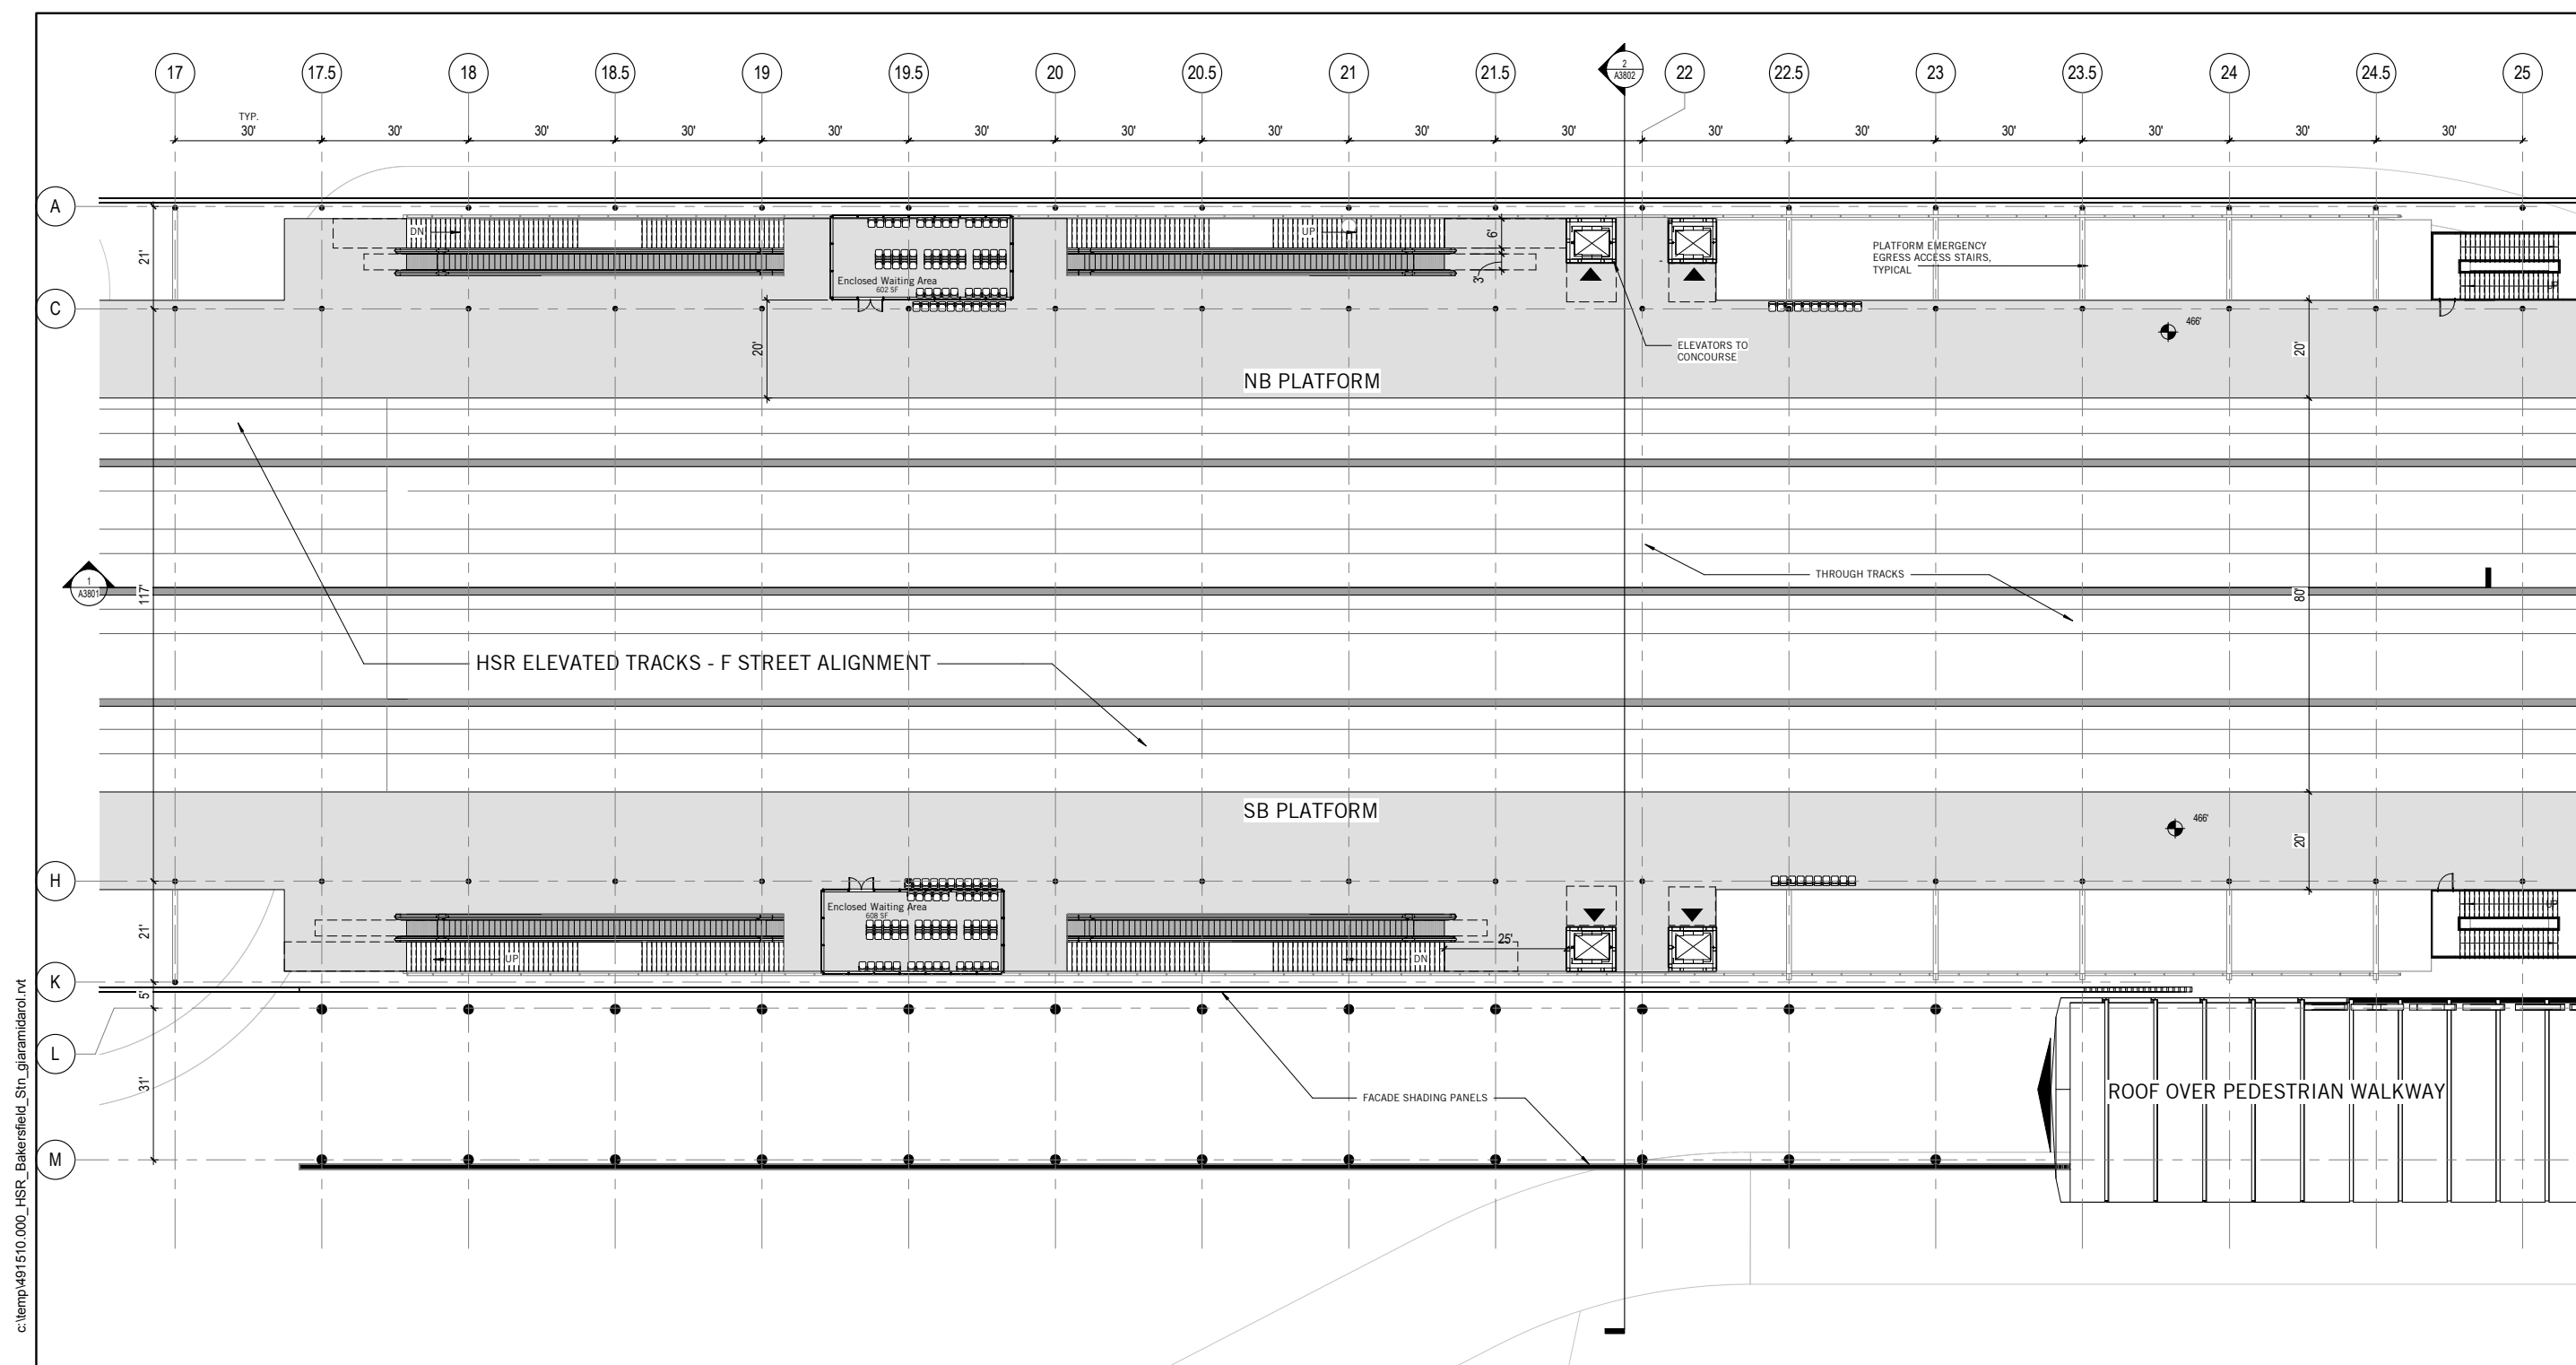 17 17.5 18 18.5 19 19.5 20 20.5 21 21.5 2 22 22.5 23 23.5 24 24.5 25
A3802
TYP.
30' 30' 30' 30' 30' 30' 30' 30' 30' 30' 30' 30' 30' 30' 30' 30'
A
DN
UP
6'
21'
PLATFORM EMERGENCY
EGRESS ACCESS STAIRS,
TYPICAL
Enclosed Waiting Area
602 SF
3'
UP
C
466'
20'
ELEVATORS TO
CONCOURSE
20'
NB PLATFORM
THROUGH TRACKS
1
A3801
117'
80'
HSR ELEVATED TRACKS - F STREET ALIGNMENT
SB PLATFORM
466'
20'
H
Enclosed Waiting Area
608 SF
UP
21'
25'
UP
DN
K
5'
L
31'
FACADE SHADING PANELS
ROOF OVER PEDESTRIAN WALKWAY
M
c:\temp\491510.000_HSR_Bakersfield_Stn_giaramidarol.rvt